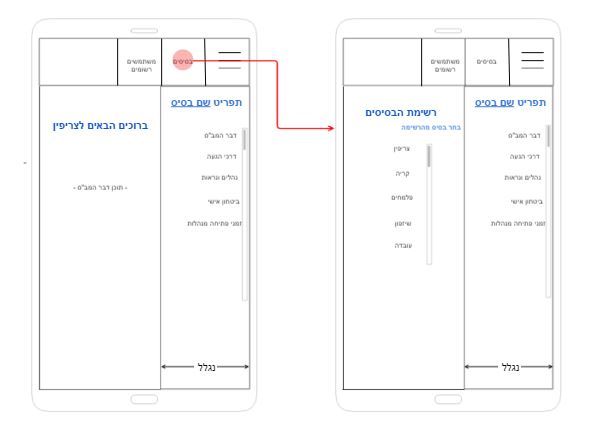 בסיסים
משתמשים
רשומים
תפריט שם בסיס
ברוכים הבאים לצריפין
דבר המב"ס
דרכי הגעה
נהלים ונראות
- תוכן דבר המב"ס -
ביטחון אישי
זמני פתיחה מנהלות
נגלל
בסיסים
משתמשים
רשומים
תפריט שם בסיס
רשימת הבסיסים
בחר בסיס מהרשימה
דבר המב"ס
דרכי הגעה
נהלים ונראות
ביטחון אישי
זמני פתיחה מנהלות
צריפין
קריה
פלמחים
שיזפון
עובדה
נגלל